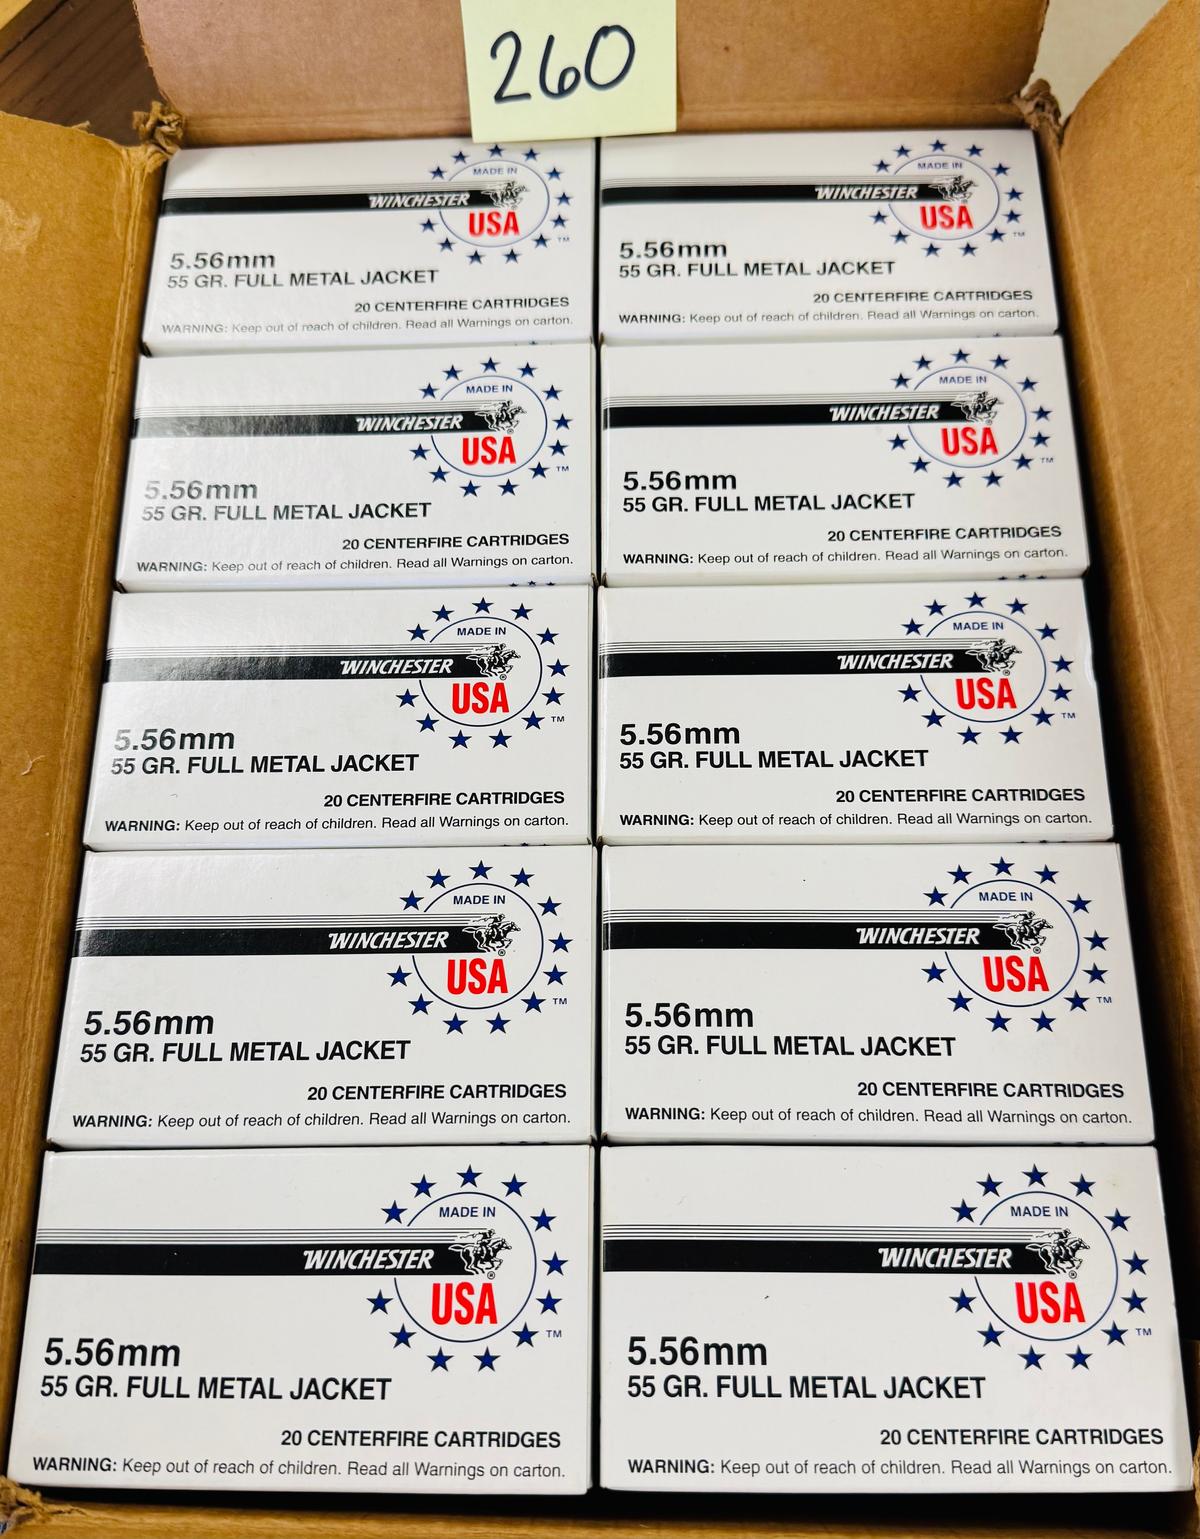 260
MADE IN
WINCHESTER
USA TM
5.56mm
55 GR. FULL METAL JACKET
20 CENTERFIRE CARTRIDGES
WARNING: Keep out of reach of children. Read all Warnings on carton.
MADE IN
WINCHESTER
USA TM
5.56mm
55 GR. FULL METAL JACKET
20 CENTERFIRE CARTRIDGES
WARNING: Keep out of reach of children. Read all Warnings on carton.
MADE IN
WINCHESTER ®
USA TM
5.56mm
55 GR. FULL METAL JACKET
20 CENTERFIRE CARTRIDGES
WARNING: Keep out of reach of children. Read all Warnings on carton.
MADE IN
WINCHESTER ®
USA TM
5.56mm
55 GR. FULL METAL JACKET
20 CENTERFIRE CARTRIDGES
WARNING: Keep out of reach of children. Read all Warnings on carton.
MADE IN
WINCHESTER ®
USA TM
5.56mm
55 GR. FULL METAL JACKET
20 CENTERFIRE CARTRIDGES
WARNING: Keep out of reach of children. Read all Warnings on carton.
MADE IN
WINCHESTER ®
USA TM
5.56mm
55 GR. FULL METAL JACKET
20 CENTERFIRE CARTRIDGES
WARNING: Keep out of reach of children. Read all Warnings on carton.
MADE IN
WINCHESTER ®
USA TM
5.56mm
55 GR. FULL METAL JACKET
20 CENTERFIRE CARTRIDGES
WARNING: Keep out of reach of children. Read all Warnings on carton.
MADE IN
WINCHESTER ®
USA TM
5.56mm
55 GR. FULL METAL JACKET
20 CENTERFIRE CARTRIDGES
WARNING: Keep out of reach of children. Read all Warnings on carton.
MADE IN
WINCHESTER ®
USA TM
5.56mm
55 GR. FULL METAL JACKET
20 CENTERFIRE CARTRIDGES
WARNING: Keep out of reach of children. Read all Warnings on carton.
MADE IN
WINCHESTER ®
USA TM
5.56mm
55 GR. FULL METAL JACKET
20 CENTERFIRE CARTRIDGES
WARNING: Keep out of reach of children. Read all Warnings on carton.